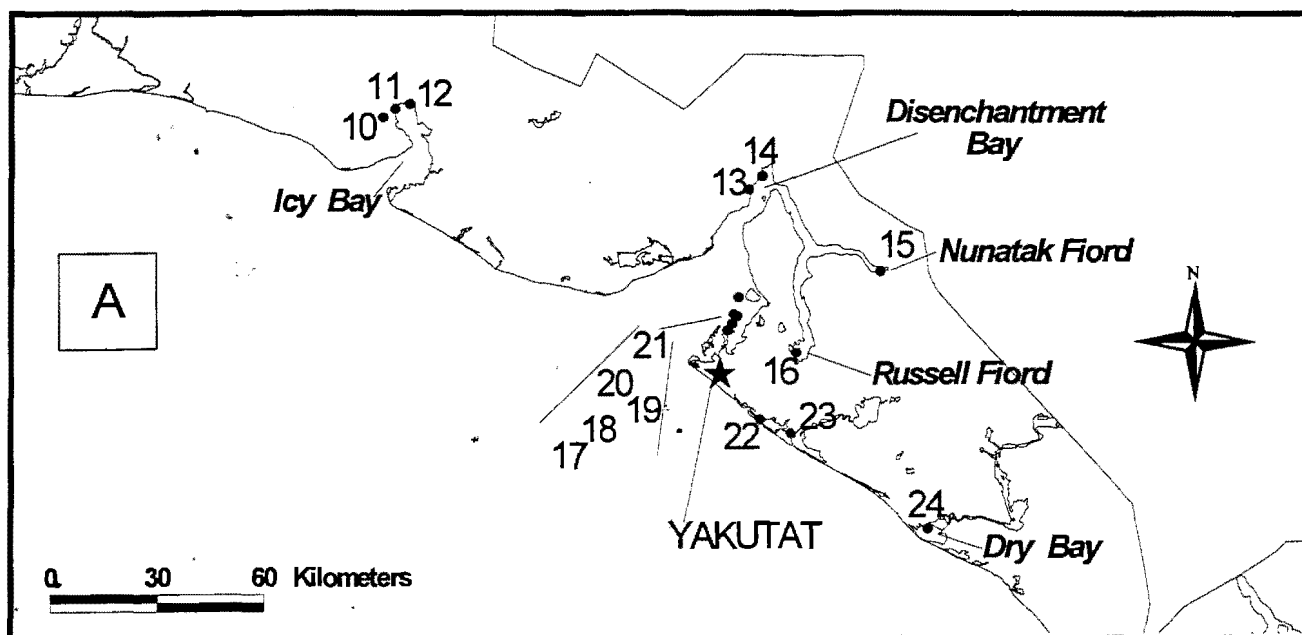 11
12
10
Icy Bay
Disenchantment
Bay
14
13
15
Nunatak Fiord
N
A
21
20
19
18
17
16
Russell Fiord
22
23
YAKUTAT
24
Dry Bay
0 30 60 Kilometers